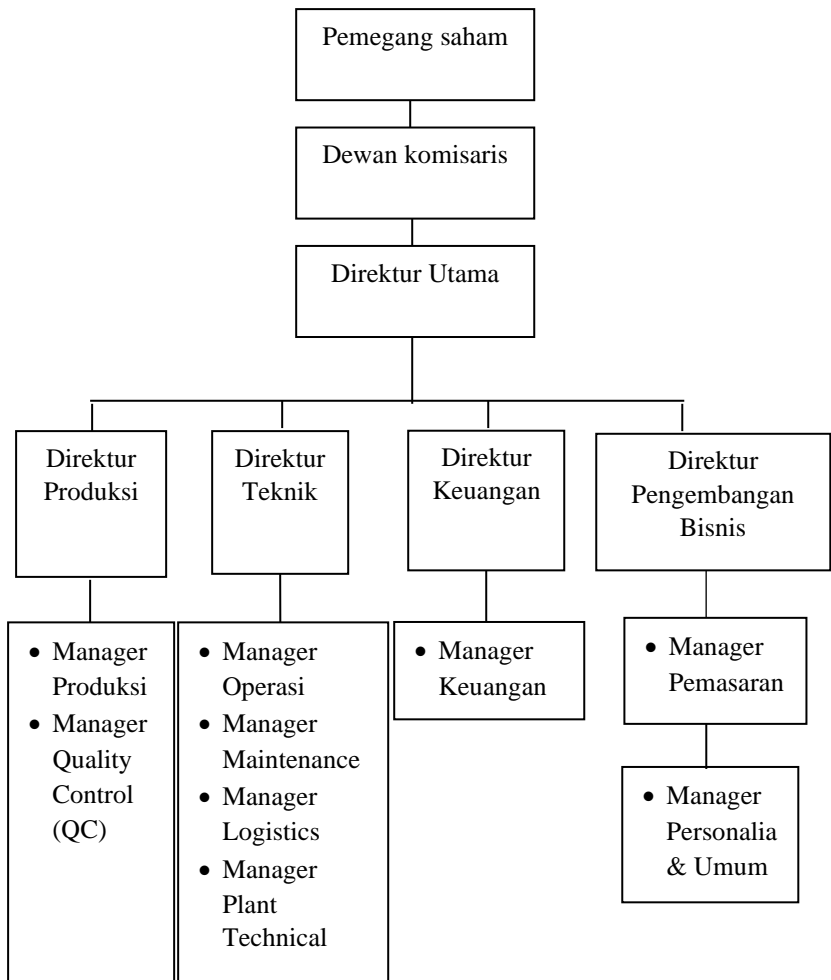 Pemegang saham
Dewan komisaris
Direktur Utama
Direktur
Produksi
Direktur
Teknik
Direktur
Keuangan
Direktur
Pengembangan
Bisnis
• Manager
Produksi
• Manager
Quality
Control
(QC)
• Manager
Operasi
• Manager
Maintenance
• Manager
Logistics
• Manager
Plant
Technical
• Manager
Keuangan
• Manager
Pemasaran
• Manager
Personalia
& Umum